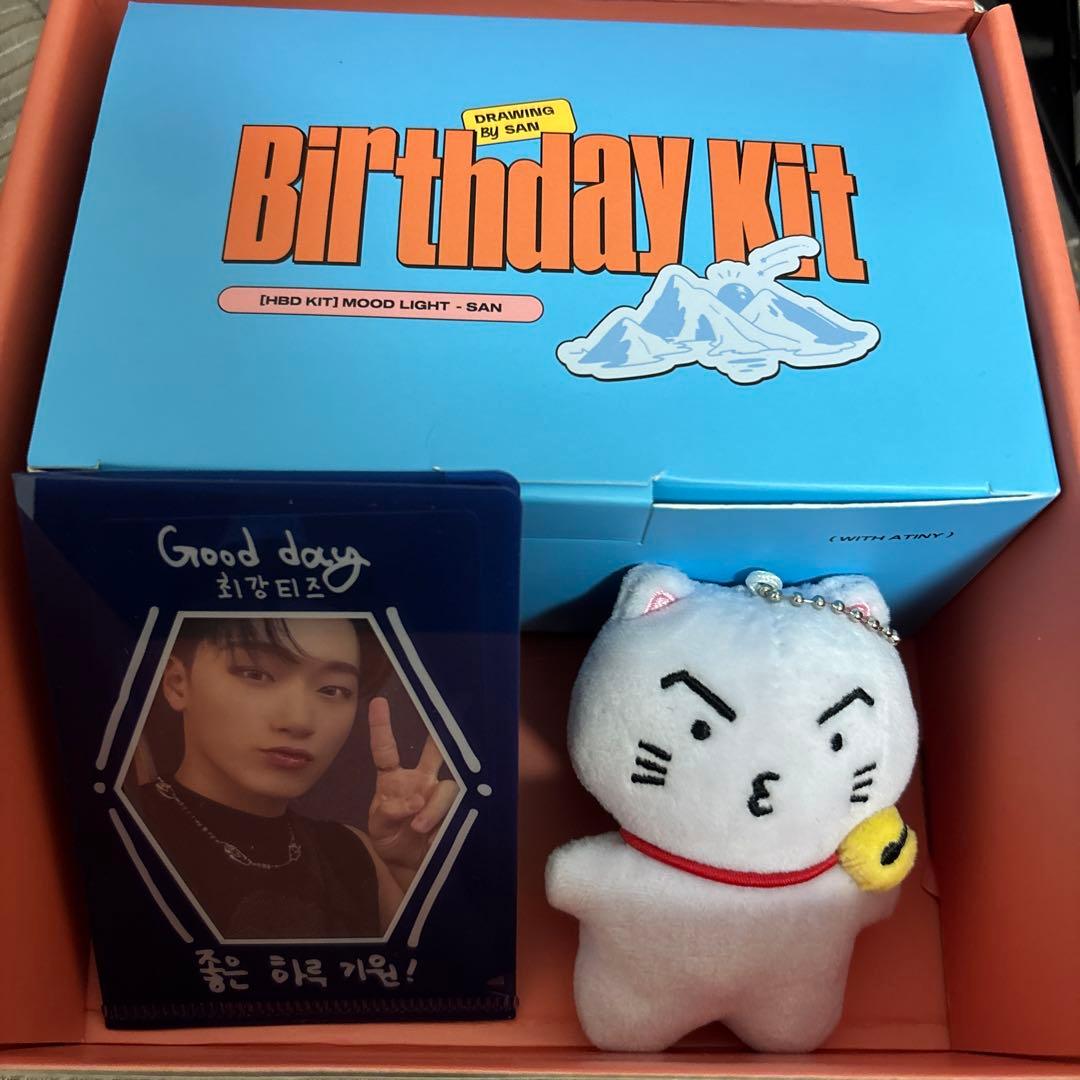 DRAWING
By SAN
Birthday Kit
[HBD KIT] MOOD LIGHT - SAN
(WITH ATINY)
Good day
최강티즈
좋은 하루 기원!